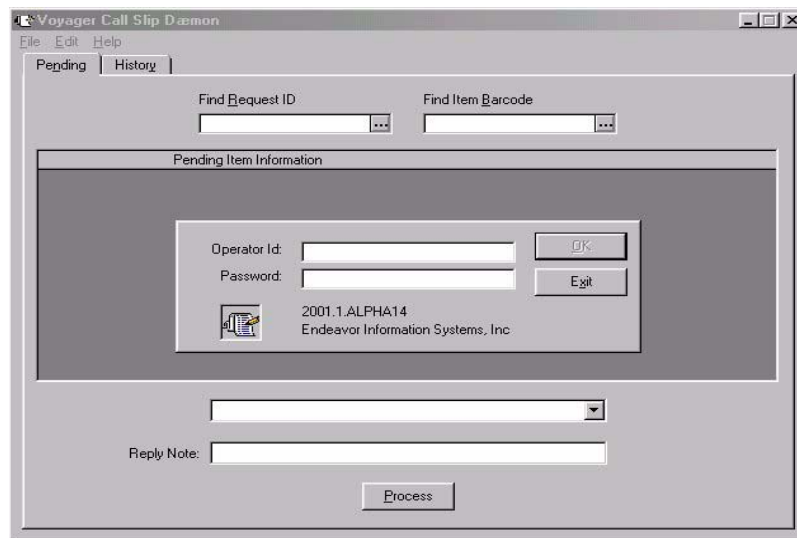 Voyager Call Slip Dæmon
File Edit Help
Pending History
Find Request ID Find Item Barcode
... ...
Pending Item Information
Operator Id: OK
Password: Exit
2001.1.ALPHA14
Endeavor Information Systems, Inc
Reply Note:
Process